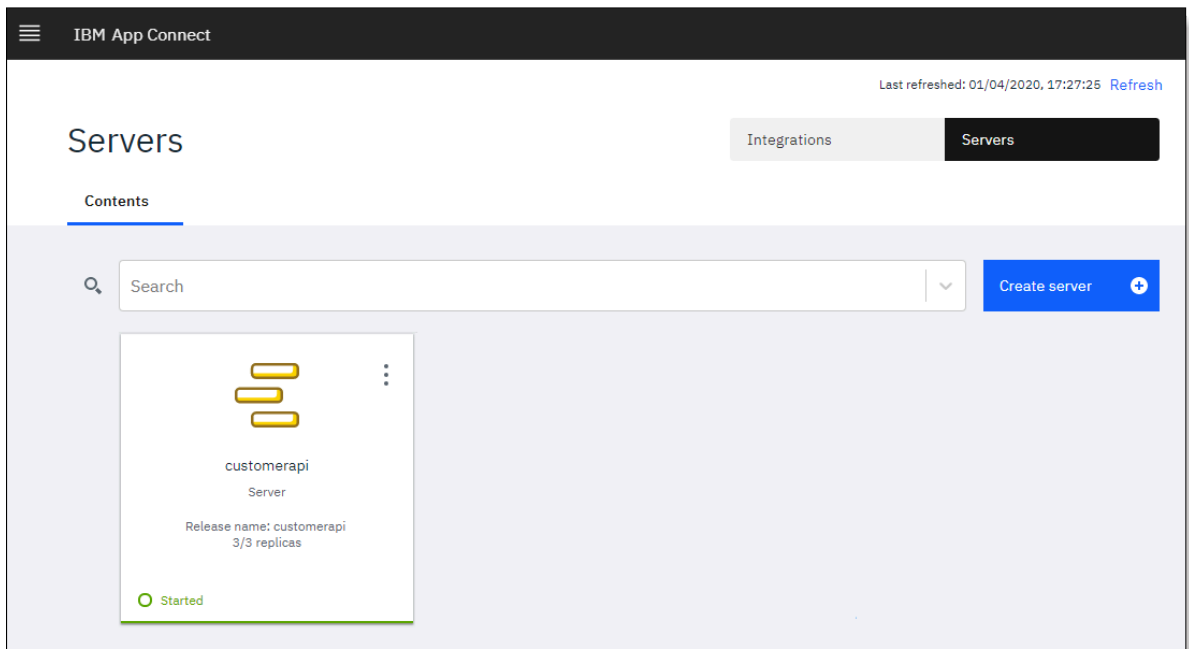 IBM App Connect
Last refreshed: 01/04/2020, 17:27:25 Refresh
Servers
Integrations
Servers
Contents
Search
Create server
customerapi
Server
Release name: customerapi
3/3 replicas
Started